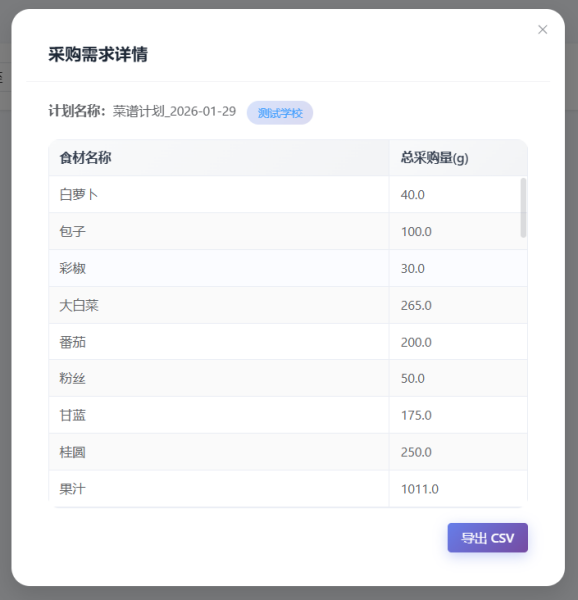 采购需求详情
计划名称: 菜谱计划_2026-01-29 测试学校
食材名称 总采购量(g)
白萝卜 40.0
包子 100.0
彩椒 30.0
大白菜 265.0
番茄 200.0
粉丝 50.0
甘蓝 175.0
桂圆 250.0
果汁 1011.0
导出 CSV